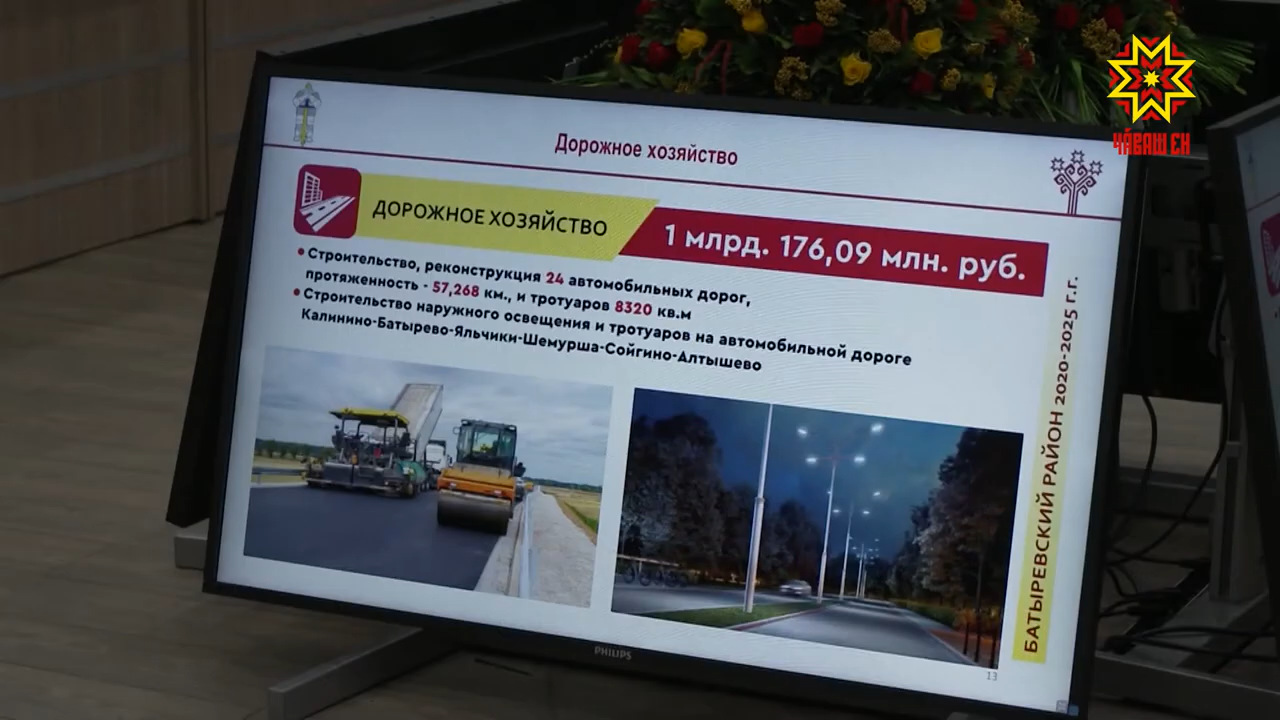 ЧĂВАШ ЕН
Дорожное хозяйство
ДОРОЖНОЕ ХОЗЯЙСТВО
1 млрд. 176,09 млн. руб.
Строительство, реконструкция 24 автомобильных дорог,
протяженность - 57,268 км., и тротуаров 8320 кв.м
Строительство наружного освещения и тротуаров на автомобильной дороге
Калинино-Батырево-Яльчики-Шемурша-Сойгино-Алтышево
БАТЫРЕВСКИЙ РАЙОН 2020-2025 г.г.
13
PHILIPS